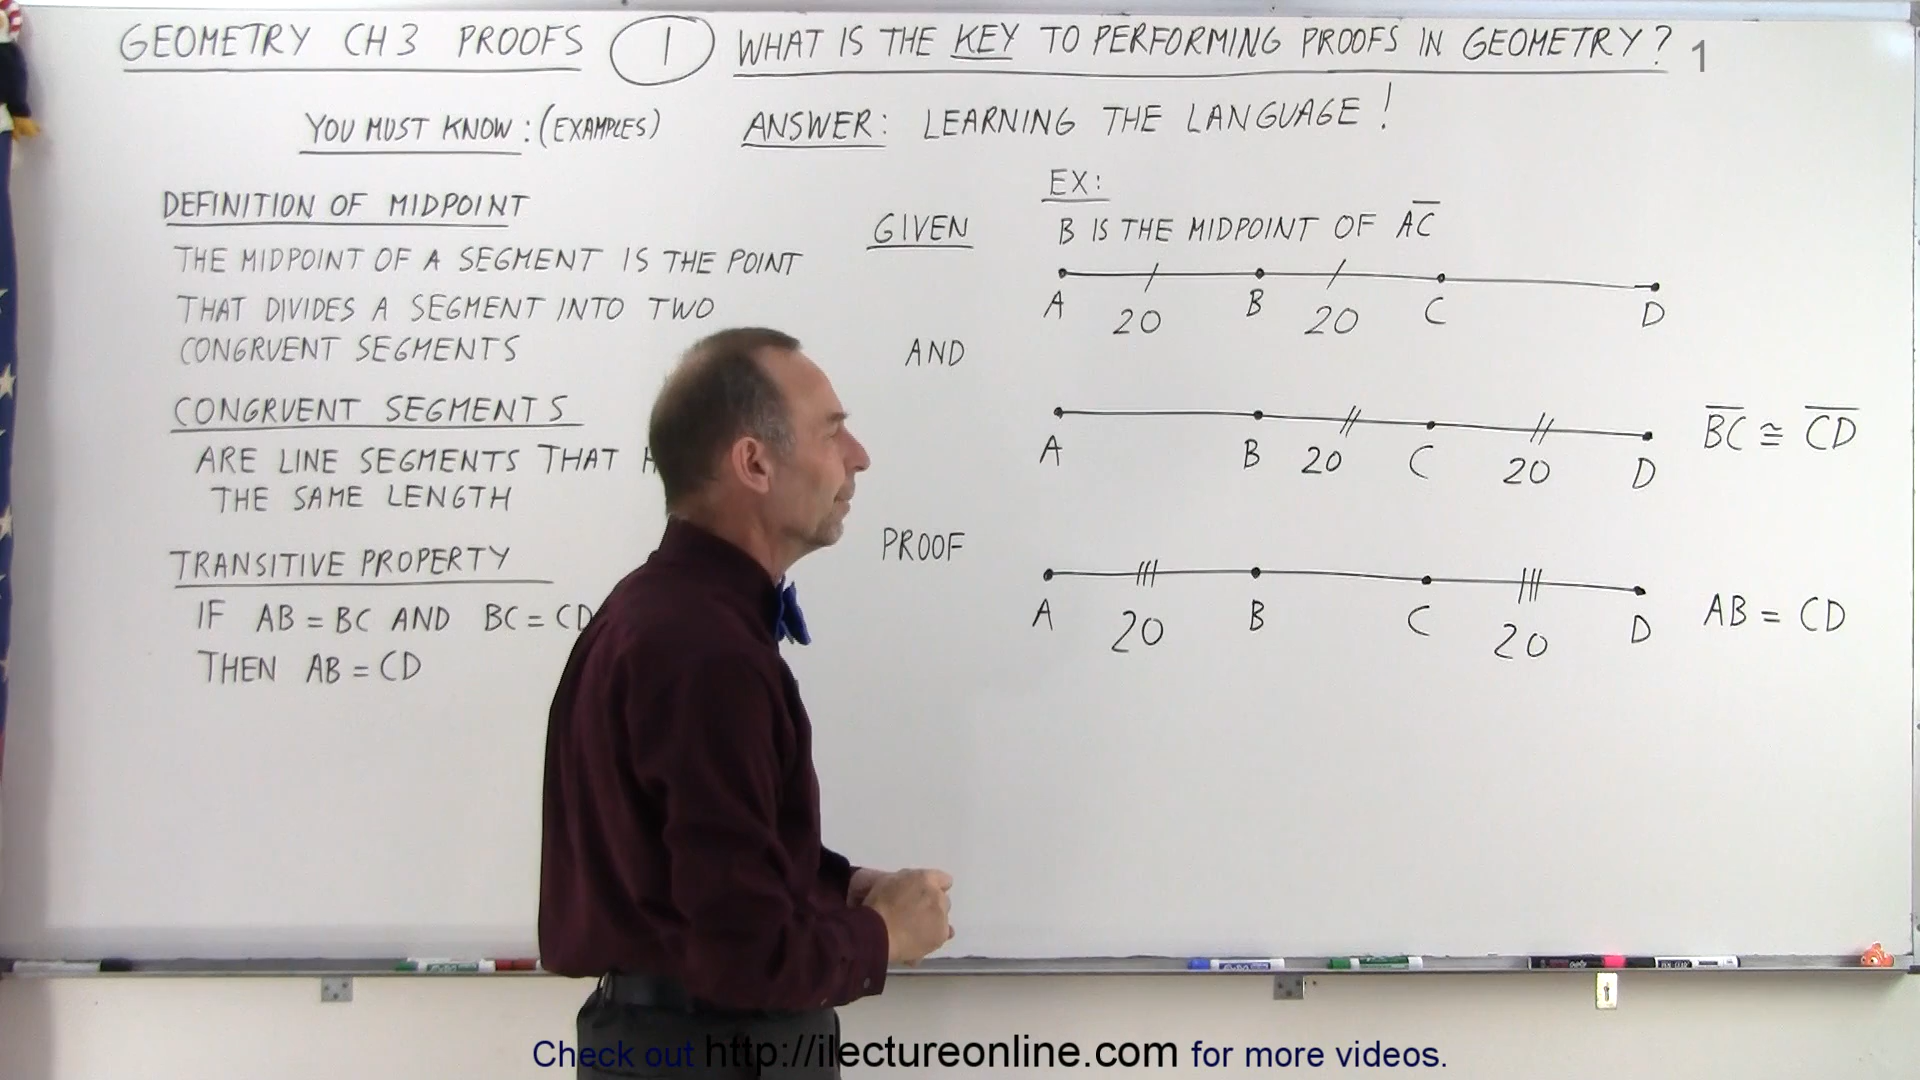 GEOMETRY CH 3 PROOFS 1 WHAT IS THE KEY TO PERFORMING PROOFS IN GEOMETRY? 1
YOU MUST KNOW: (EXAMPLES)
ANSWER: LEARNING THE LANGUAGE!
DEFINITION OF MIDPOINT
THE MIDPOINT OF A SEGMENT IS THE POINT
THAT DIVIDES A SEGMENT INTO TWO
CONGRUENT SEGMENTS
CONGRUENT SEGMENTS
ARE LINE SEGMENTS THAT
THE SAME LENGTH
TRANSITIVE PROPERTY
IF AB = BC AND BC = CD
THEN AB = CD
EX:
GIVEN B IS THE MIDPOINT OF A̅C̅
A 20 B 20 C D
AND
B̅C̅ ≅ C̅D̅
A B 20 C 20 D
PROOF
A 20 B C 20 D
AB = CD
Check out http://ilectureonline.com for more videos.